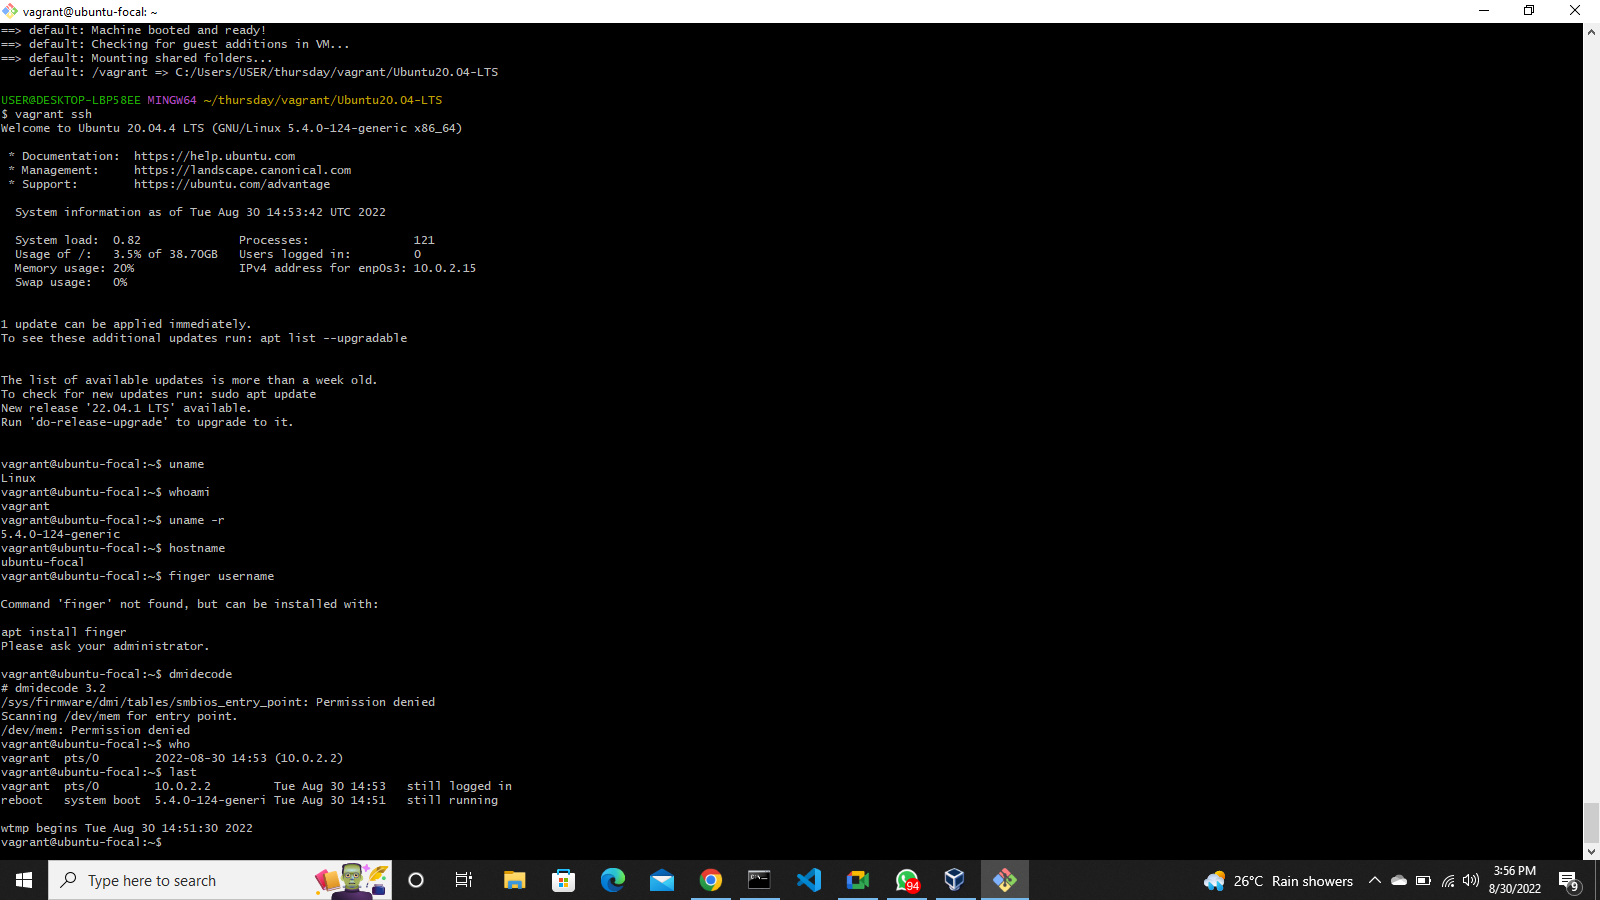 vagrant@ubuntu-focal: ~
==> default: Machine booted and ready!
==> default: Checking for guest additions in VM...
==> default: Mounting shared folders...
    default: /vagrant => C:/Users/USER/thursday/vagrant/Ubuntu20.04-LTS
USER@DESKTOP-LBP58EE MINGW64 ~/thursday/vagrant/Ubuntu20.04-LTS
$ vagrant ssh
Welcome to Ubuntu 20.04.4 LTS (GNU/Linux 5.4.0-124-generic x86_64)
 * Documentation:  https://help.ubuntu.com
 * Management:     https://landscape.canonical.com
 * Support:        https://ubuntu.com/advantage
  System information as of Tue Aug 30 14:53:42 UTC 2022
  System load:  0.82              Processes:               121
  Usage of /:   3.5% of 38.70GB   Users logged in:         0
  Memory usage: 20%               IPv4 address for enp0s3: 10.0.2.15
  Swap usage:   0%
1 update can be applied immediately.
To see these additional updates run: apt list --upgradable
The list of available updates is more than a week old.
To check for new updates run: sudo apt update
New release '22.04.1 LTS' available.
Run 'do-release-upgrade' to upgrade to it.
vagrant@ubuntu-focal:~$ uname
Linux
vagrant@ubuntu-focal:~$ whoami
vagrant
vagrant@ubuntu-focal:~$ uname -r
5.4.0-124-generic
vagrant@ubuntu-focal:~$ hostname
ubuntu-focal
vagrant@ubuntu-focal:~$ finger username
Command 'finger' not found, but can be installed with:
apt install finger
Please ask your administrator.
vagrant@ubuntu-focal:~$ dmidecode
# dmidecode 3.2
/sys/firmware/dmi/tables/smbios_entry_point: Permission denied
Scanning /dev/mem for entry point.
/dev/mem: Permission denied
vagrant@ubuntu-focal:~$ who
vagrant  pts/0        2022-08-30 14:53 (10.0.2.2)
vagrant@ubuntu-focal:~$ last
vagrant  pts/0        10.0.2.2         Tue Aug 30 14:53   still logged in
reboot   system boot  5.4.0-124-generi Tue Aug 30 14:51   still running
wtmp begins Tue Aug 30 14:51:30 2022
vagrant@ubuntu-focal:~$
Type here to search
94
26°C  Rain showers
3:56 PM
8/30/2022
9